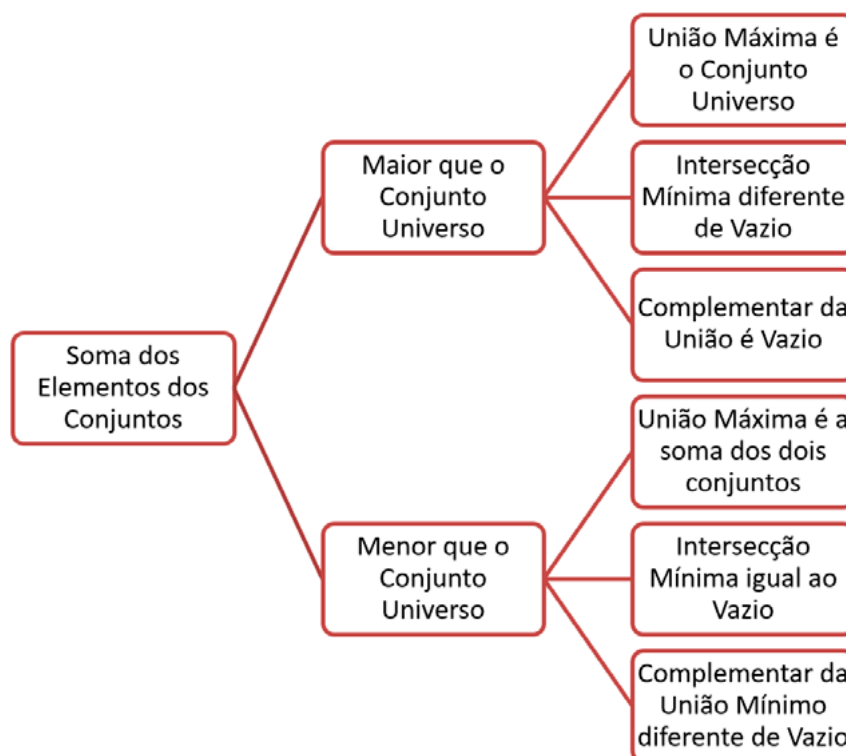 União Máxima é
o Conjunto
Universo
Maior que o
Conjunto
Universo
Intersecção
Mínima diferente
de Vazio
Complementar da
União é Vazio
Soma dos
Elementos dos
Conjuntos
União Máxima é a
soma dos dois
conjuntos
Menor que o
Conjunto
Universo
Intersecção
Mínima igual ao
Vazio
Complementar da
União Mínimo
diferente de Vazio